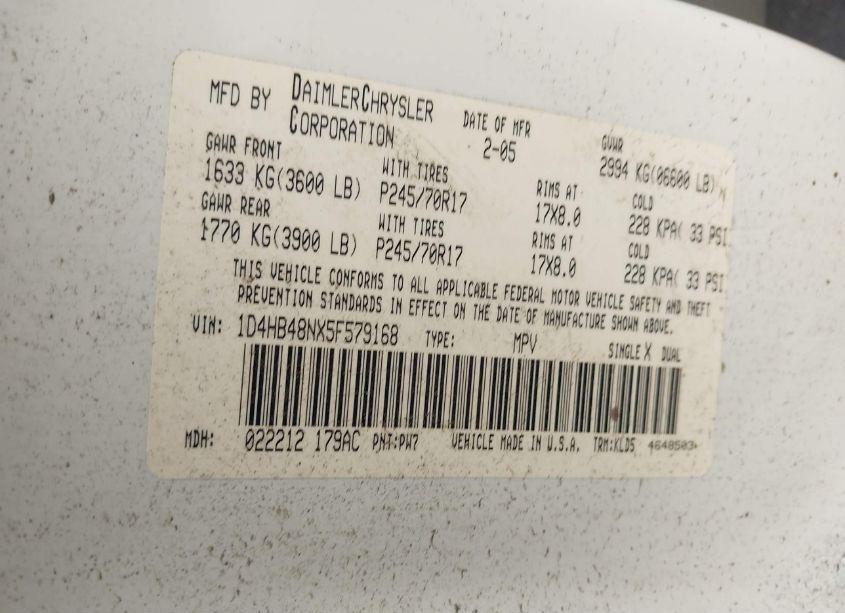 MFD BY DAIMLERCHRYSLER CORPORATION DATE OF MFR 2-05 GVWR 2994 KG(06600 LB)
GAWR FRONT WITH TIRES RIMS AT COLD
1633 KG(3600 LB) P245/70R17 17X8.0 228 KPA( 33 PSI
GAWR REAR WITH TIRES RIMS AT COLD
1770 KG(3900 LB) P245/70R17 17X8.0 228 KPA( 33 PSI
THIS VEHICLE CONFORMS TO ALL APPLICABLE FEDERAL MOTOR VEHICLE SAFETY AND THEFT
PREVENTION STANDARDS IN EFFECT ON THE DATE OF MANUFACTURE SHOWN ABOVE.
VIN: 1D4HB48NX5F579168 TYPE: MPV SINGLE X DUAL
MDH: 022212 179AC PNT:PW7 VEHICLE MADE IN U.S.A. TRM:KLD5 4648503